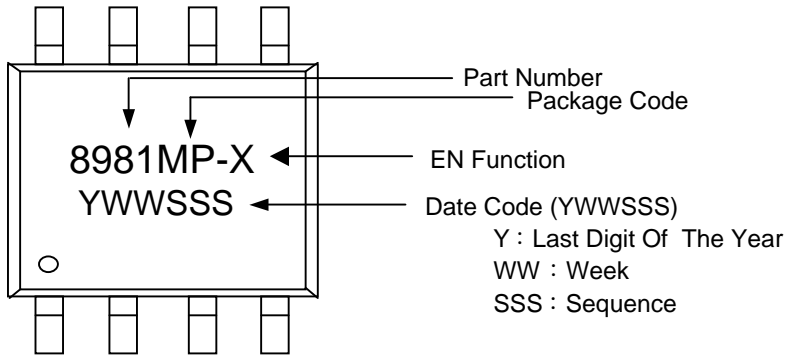 Part Number
Package Code
8981MP-X
EN Function
YWWSSS
Date Code (YWWSSS)
Y：Last Digit Of The Year
WW：Week
SSS：Sequence